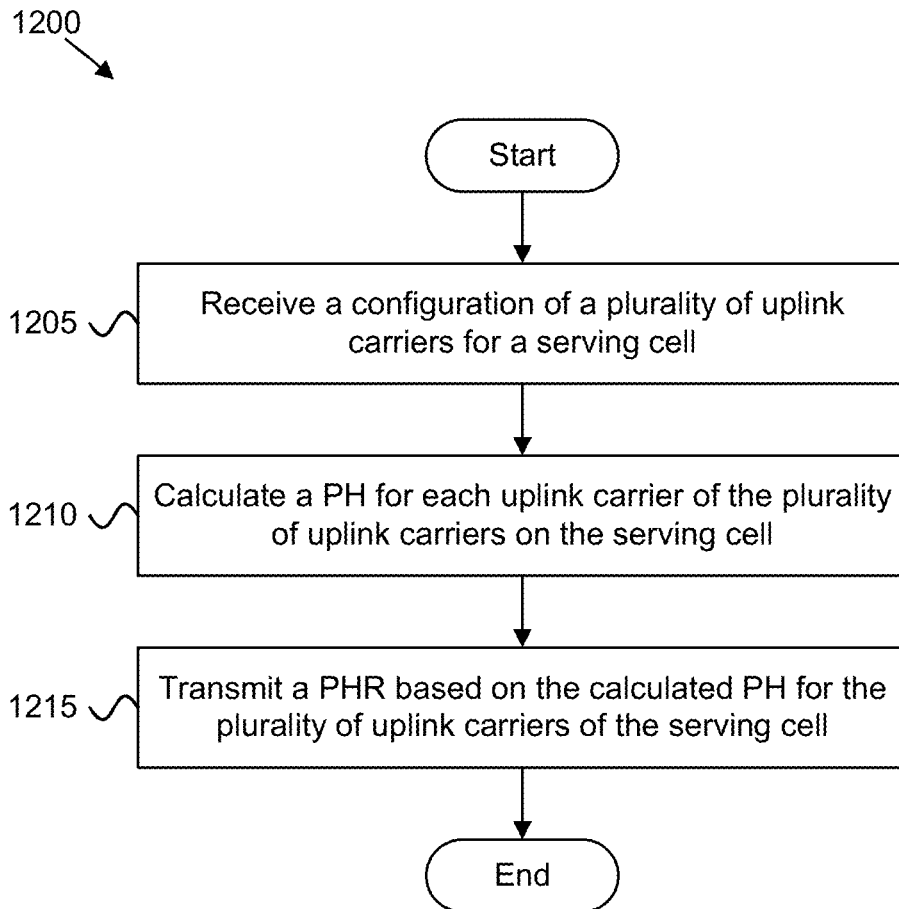 1200
Start
1205
Receive a configuration of a plurality of uplink
carriers for a serving cell
1210
Calculate a PH for each uplink carrier of the plurality
of uplink carriers on the serving cell
1215
Transmit a PHR based on the calculated PH for the
plurality of uplink carriers of the serving cell
End